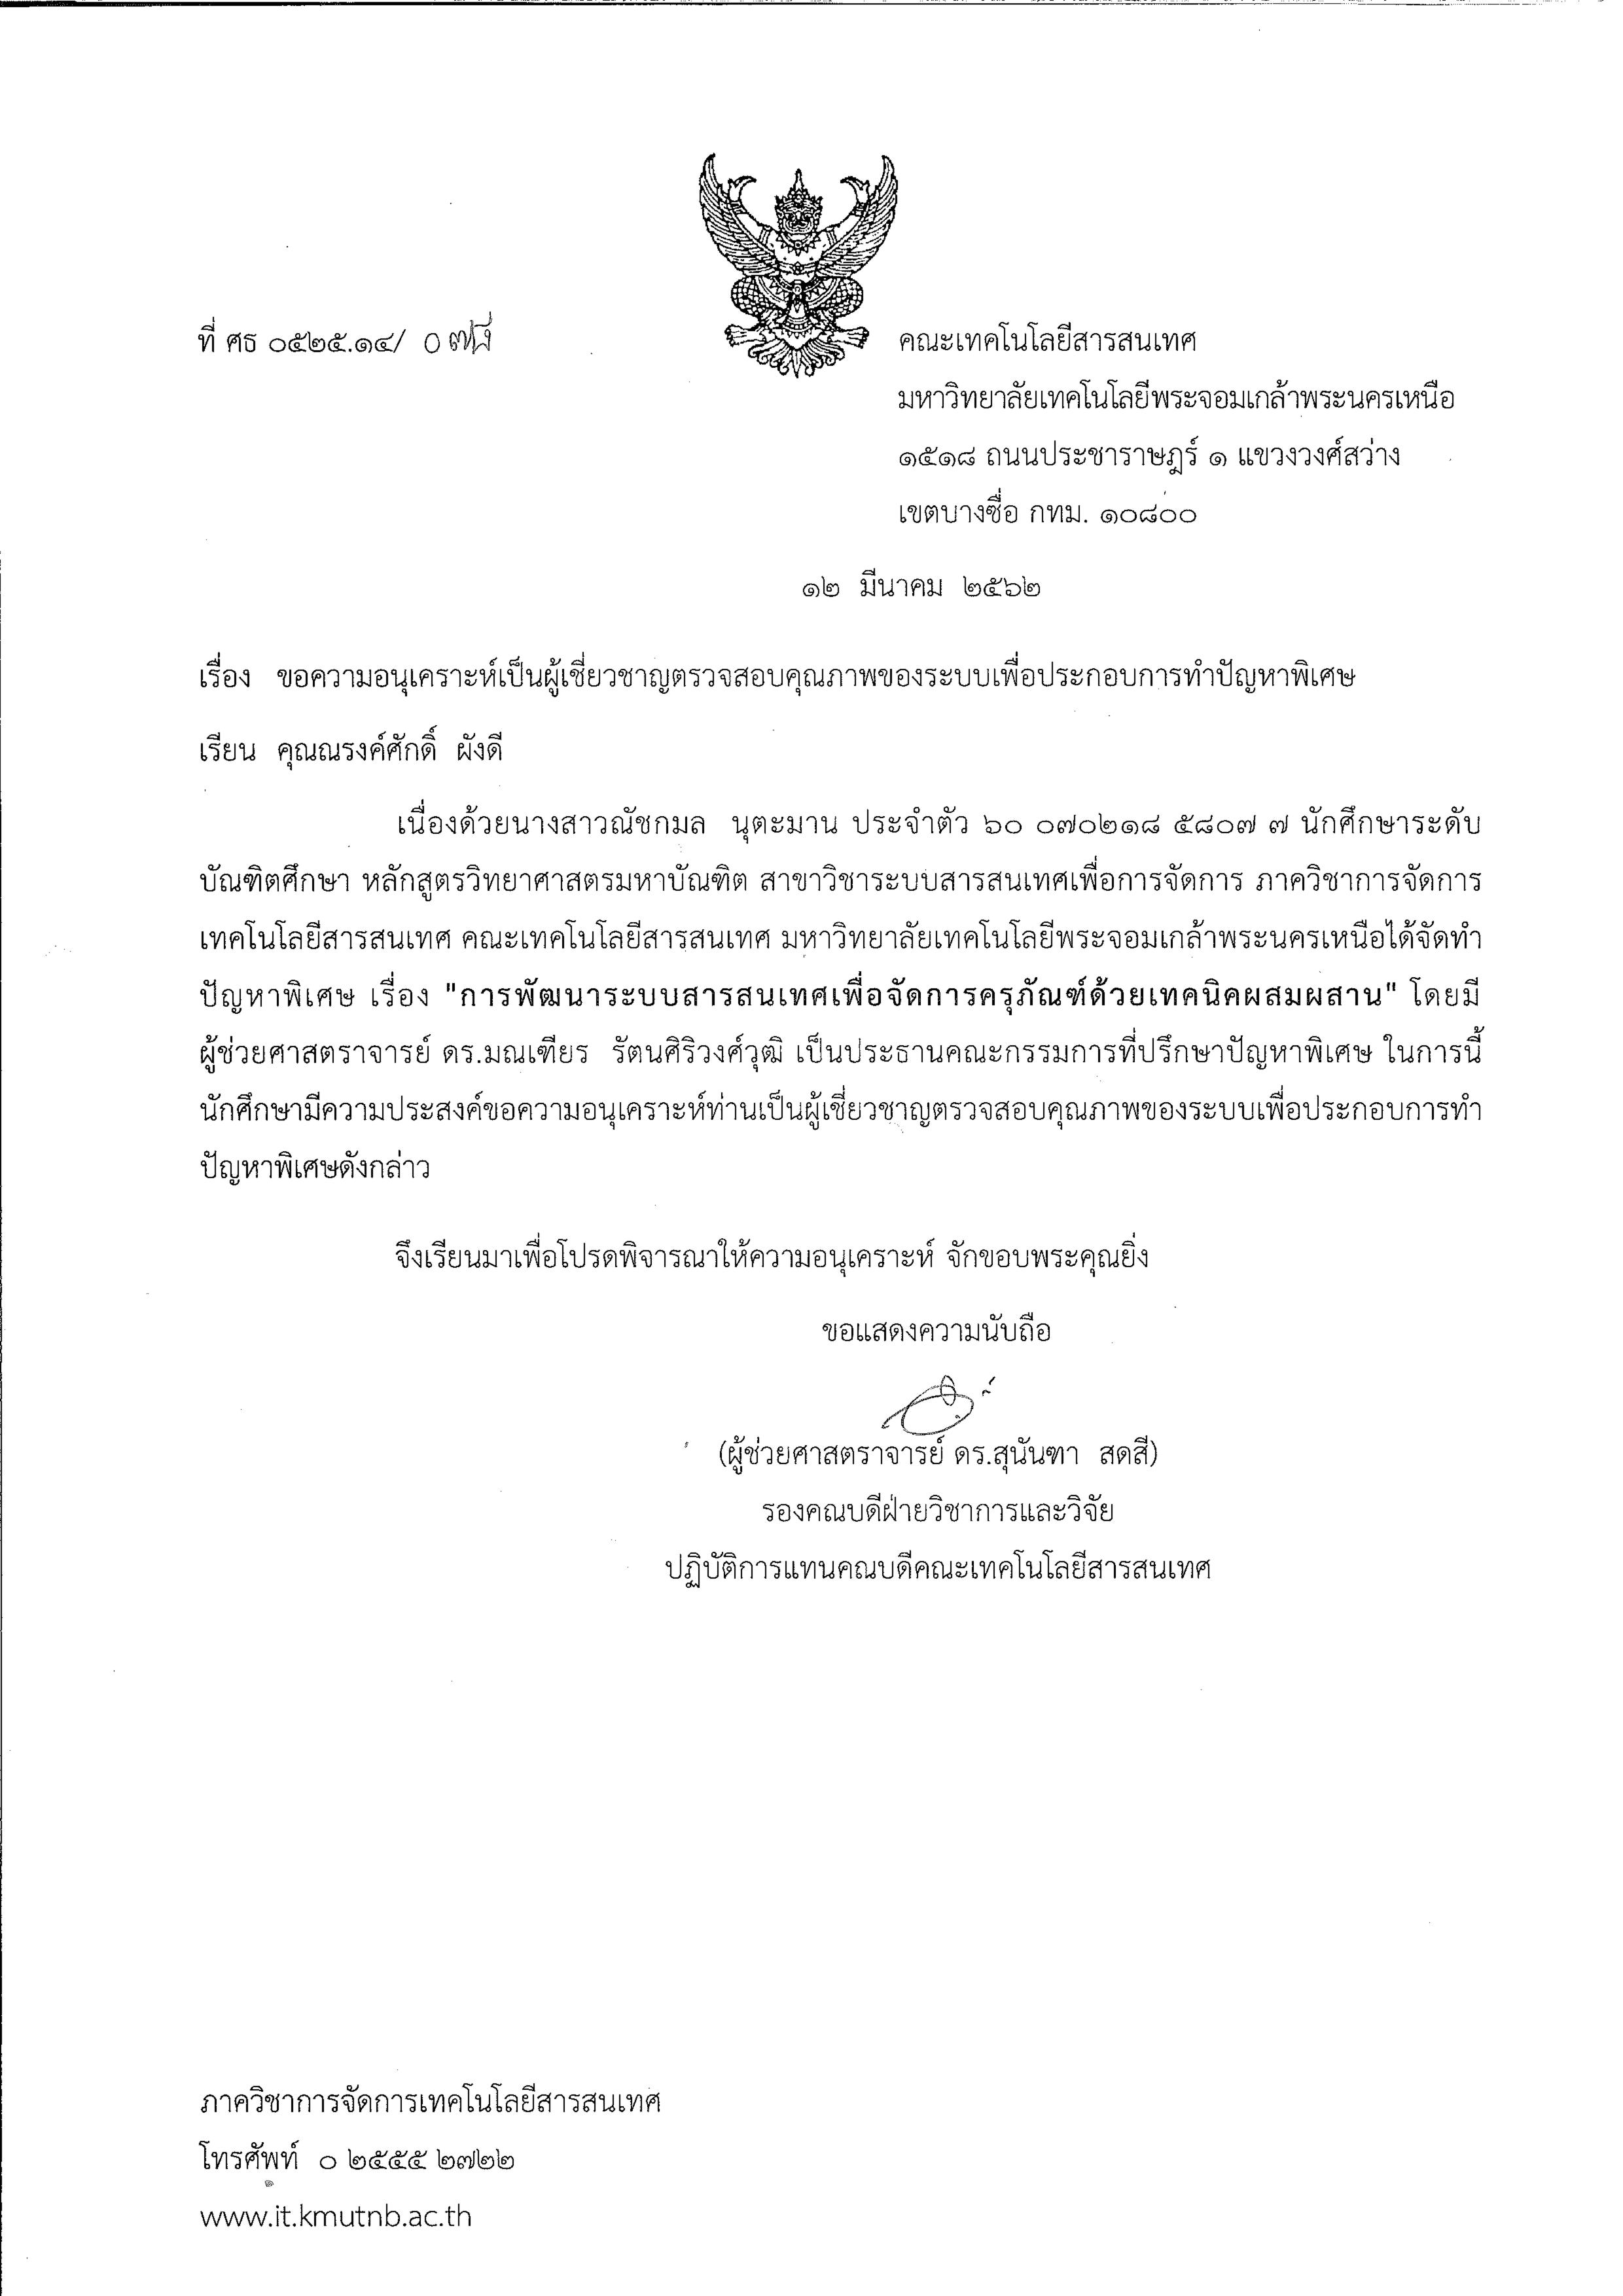 ที่ ศธ ๐๕๒๕.๑๔/
คณะเทคโนโลยีสารสนเทศ
มหาวิทยาลัยเทคโนโลยีพระจอมเกล้าพระนครเหนือ
๑๕๑๘ ถนนประชาราษฎร์ ๑ แขวงวงศ์สว่าง
เขตบางซื่อ กทม. ๑๐๘๐๐
๑๒ มีนาคม ๒๕๖๒
เรื่อง ขอความอนุเคราะห์เป็นผู้เชี่ยวชาญตรวจสอบคุณภาพของระบบเพื่อประกอบการทำปัญหาพิเศษ
เรียน คุณณรงค์ศักดิ์ ผังดี
เนื่องด้วยนางสาวณัชกมล นุตะมาน ประจำตัว ๖๐ ๐๗๐๒๑๘ ๕๘๐๗ ๗ นักศึกษาระดับ
บัณฑิตศึกษา หลักสูตรวิทยาศาสตรมหาบัณฑิต สาขาวิชาระบบสารสนเทศเพื่อการจัดการ ภาควิชาการจัดการ
เทคโนโลยีสารสนเทศ คณะเทคโนโลยีสารสนเทศ มหาวิทยาลัยเทคโนโลยีพระจอมเกล้าพระนครเหนือได้จัดทำ
ปัญหาพิเศษ เรื่อง "การพัฒนาระบบสารสนเทศเพื่อจัดการครุภัณฑ์ด้วยเทคนิคผสมผสาน" โดยมี
ผู้ช่วยศาสตราจารย์ ดร.มณเฑียร รัตนศิริวงศ์วุฒิ เป็นประธานคณะกรรมการที่ปรึกษาปัญหาพิเศษ ในการนี้
นักศึกษามีความประสงค์ขอความอนุเคราะห์ท่านเป็นผู้เชี่ยวชาญตรวจสอบคุณภาพของระบบเพื่อประกอบการทำ
ปัญหาพิเศษดังกล่าว
จึงเรียนมาเพื่อโปรดพิจารณาให้ความอนุเคราะห์ จักขอบพระคุณยิ่ง
ขอแสดงความนับถือ
(ผู้ช่วยศาสตราจารย์ ดร.สุนันฑา สดสี)
รองคณบดีฝ่ายวิชาการและวิจัย
ปฏิบัติการแทนคณบดีคณะเทคโนโลยีสารสนเทศ
ภาควิชาการจัดการเทคโนโลยีสารสนเทศ
โทรศัพท์ ๐ ๒๕๕๕ ๒๗๒๒
www.it.kmutnb.ac.th